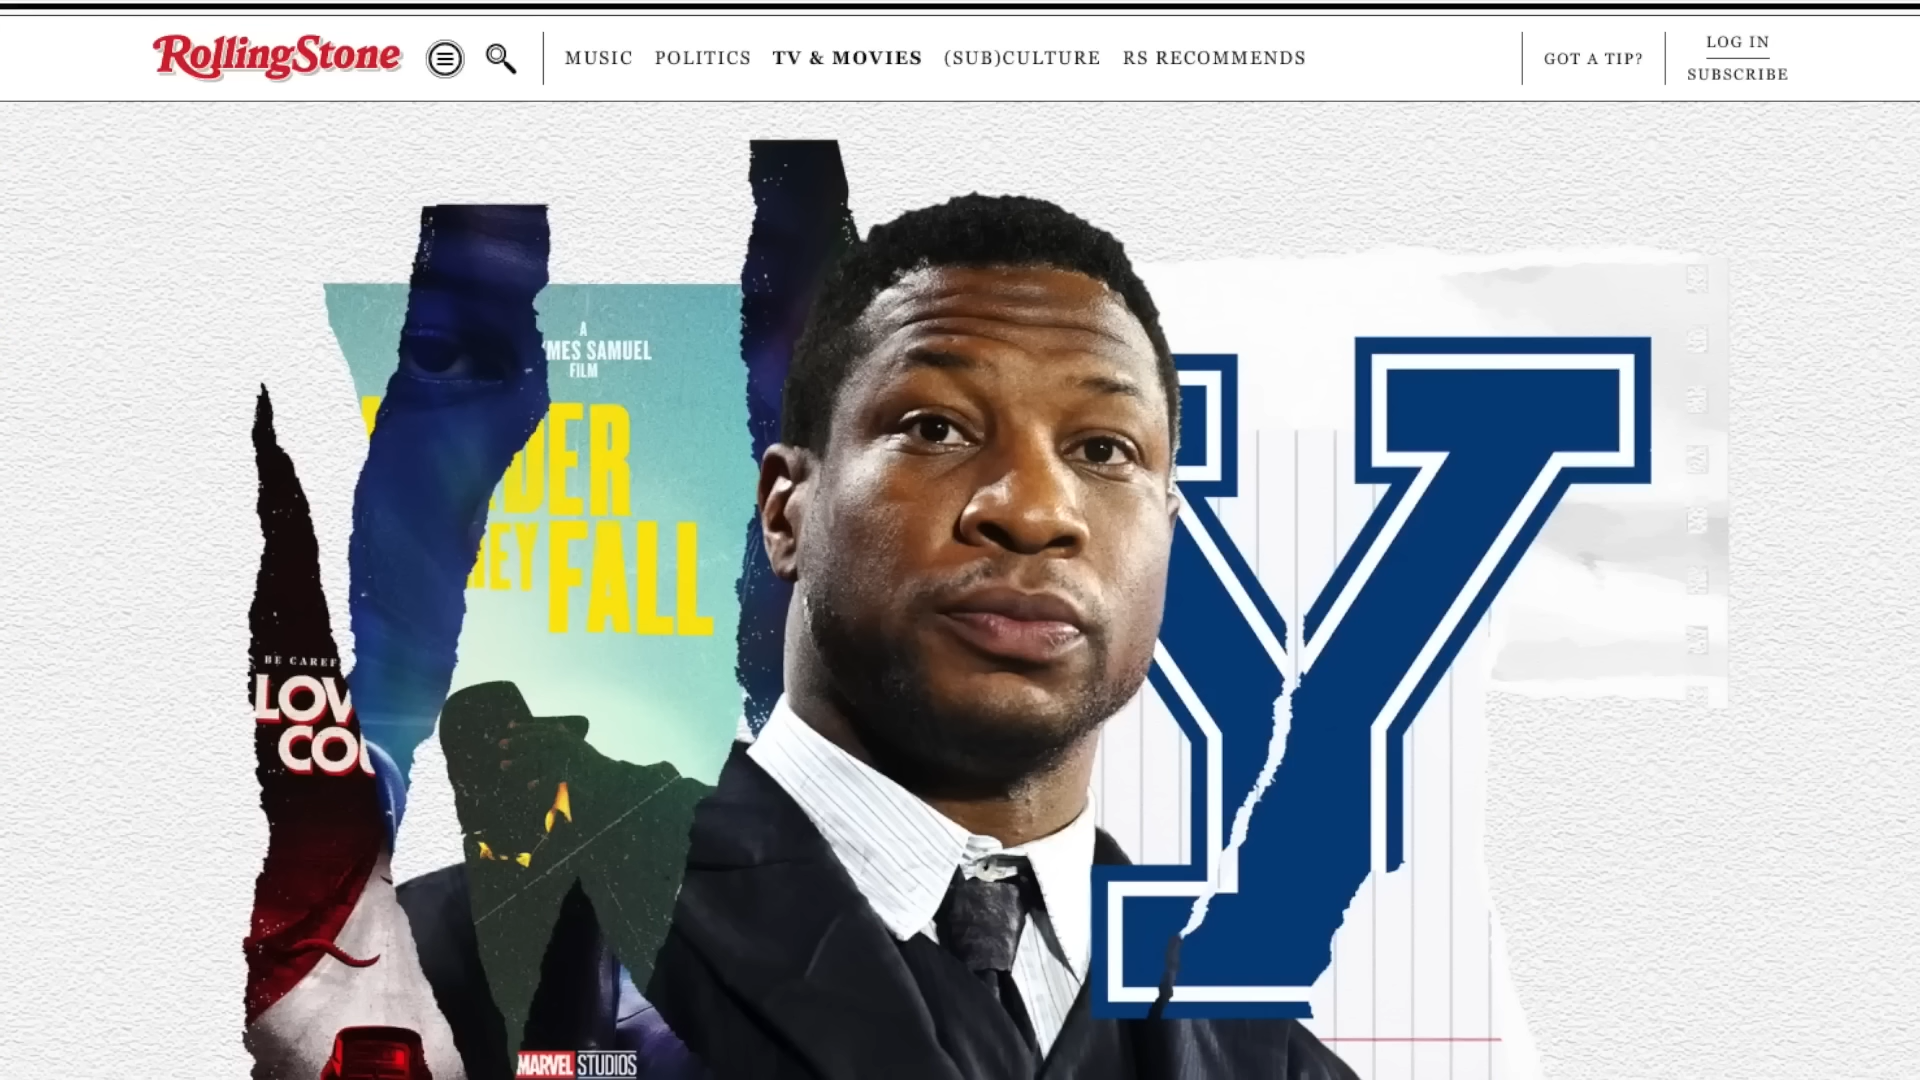 RollingStone
MUSIC POLITICS TV & MOVIES (SUB)CULTURE RS RECOMMENDS
GOT A TIP?
LOG IN
SUBSCRIBE
A
MES SAMUEL
FILM
DER
HEY FALL
BE CAREF
LOV
CO
Y
MARVEL STUDIOS